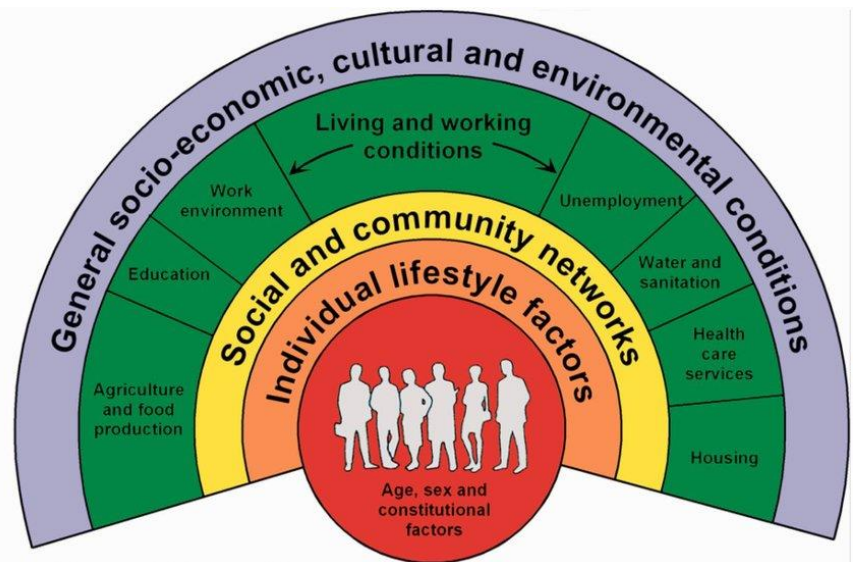 General socio-economic, cultural and environmental conditions
Living and working
conditions
Work
environment
Unemployment
Education
Water and
sanitation
Agriculture
and food
production
Health
care
services
Housing
Social and community networks
Individual lifestyle factors
Age, sex and
constitutional
factors